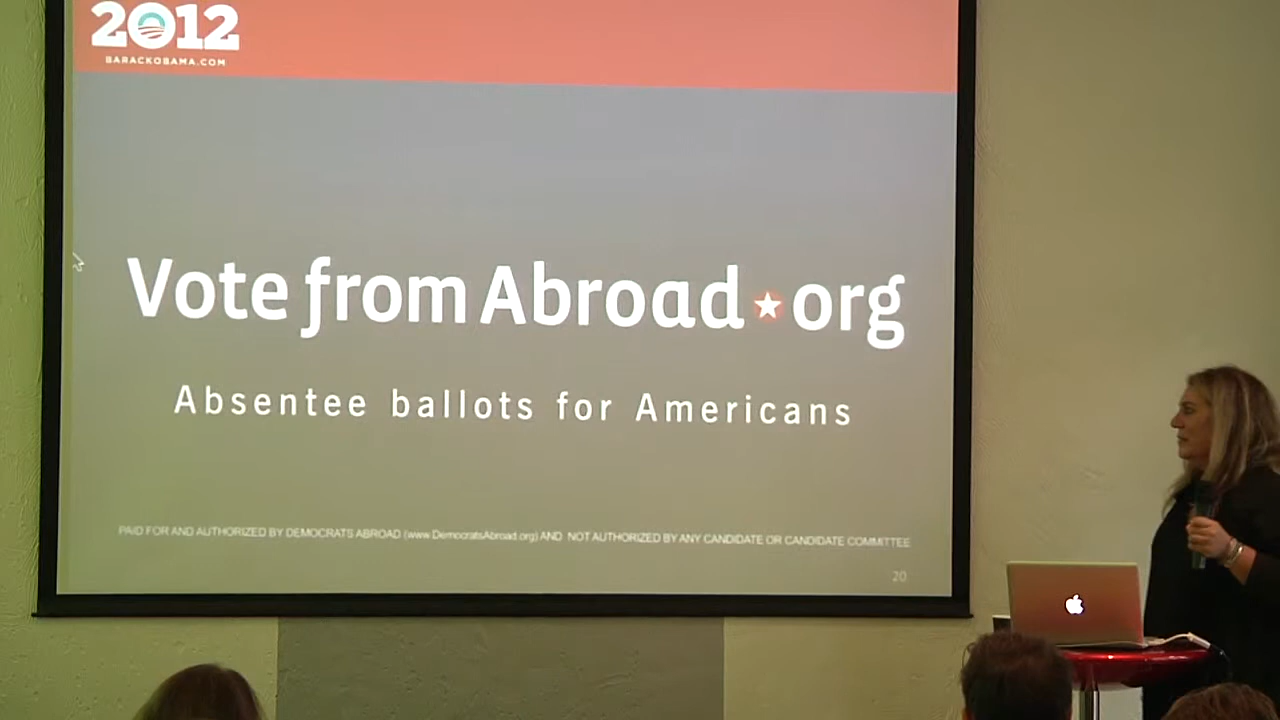 2012
BARACKOBAMA.COM
Vote from Abroad★org
Absentee ballots for Americans
PAID FOR AND AUTHORIZED BY DEMOCRATS ABROAD (www.DemocratsAbroad.org) AND NOT AUTHORIZED BY ANY CANDIDATE OR CANDIDATE COMMITTEE
20